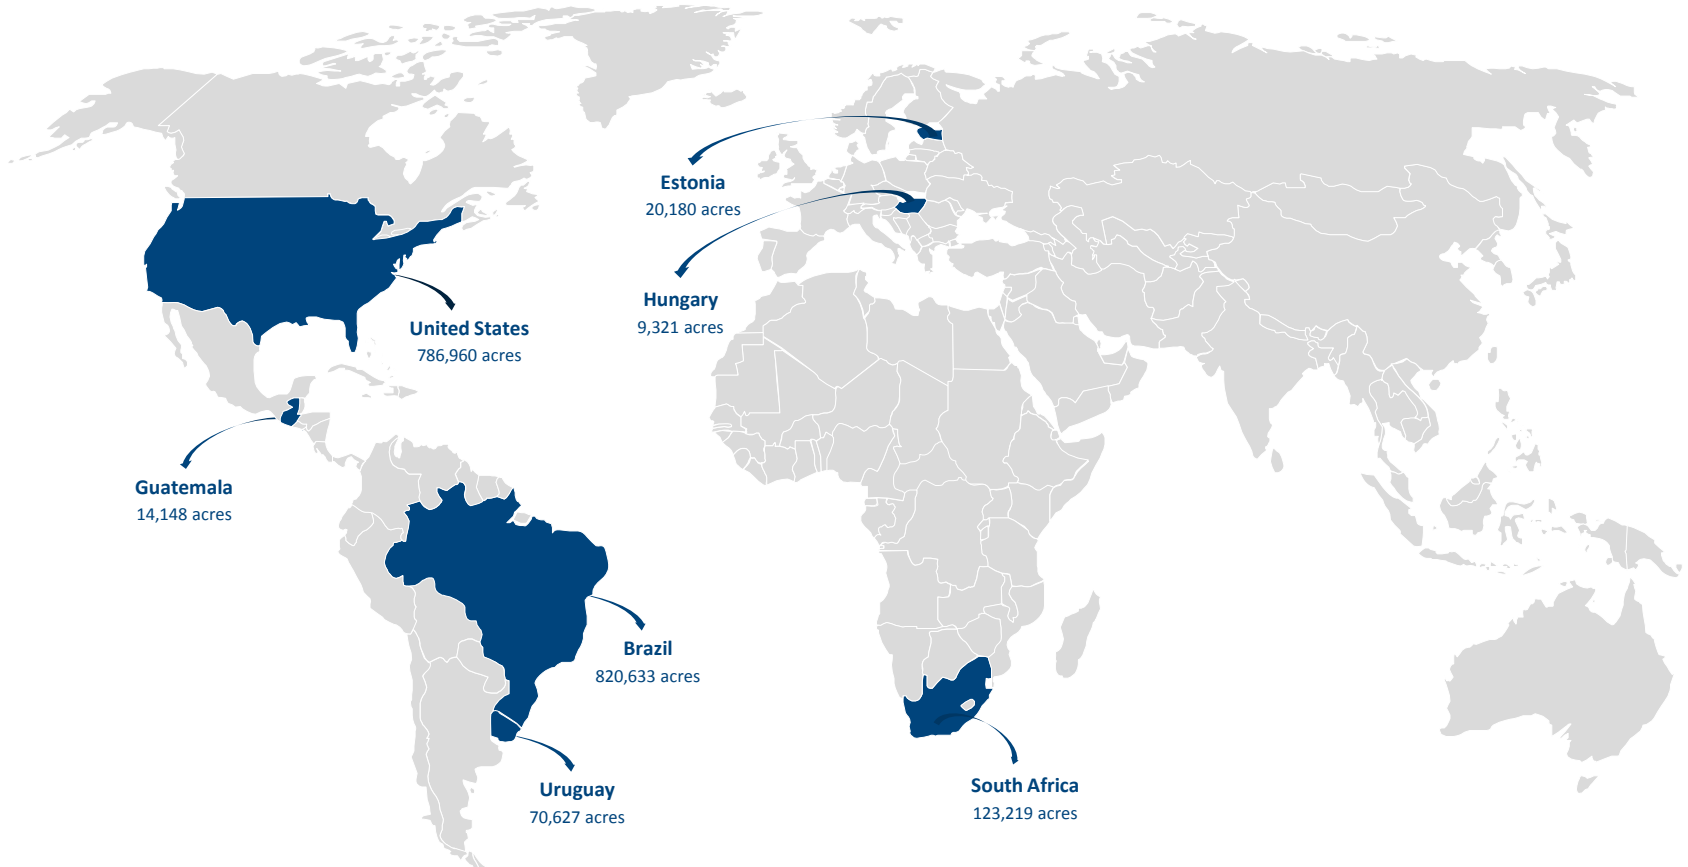 Estonia
20,180 acres
Hungary
9,321 acres
United States
786,960 acres
Guatemala
14,148 acres
Brazil
820,633 acres
Uruguay
70,627 acres
South Africa
123,219 acres